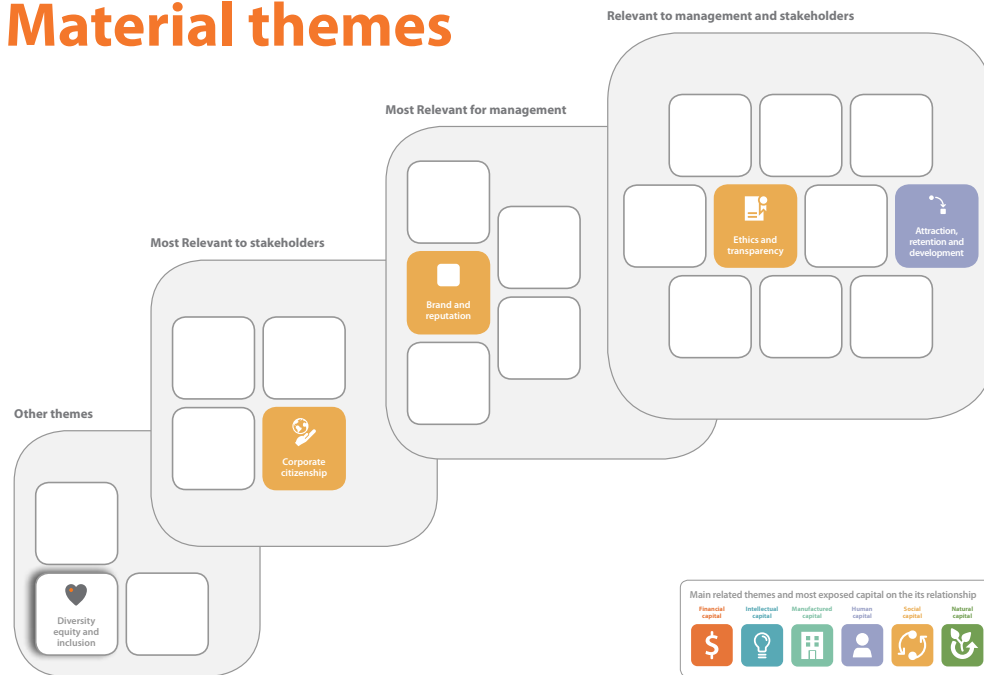 Material themes
Relevant to management and stakeholders
Most Relevant for management
Ethics and
transparency
Attraction,
retention and
development
Most Relevant to stakeholders
Brand and
reputation
Other themes
Corporate
citizenship
Diversity
equity and
inclusion
Main related themes and most exposed capital on the its relationship
Financial
capital
Intellectual
capital
Manufactured
capital
Human
capital
Social
capital
Natural
capital
$